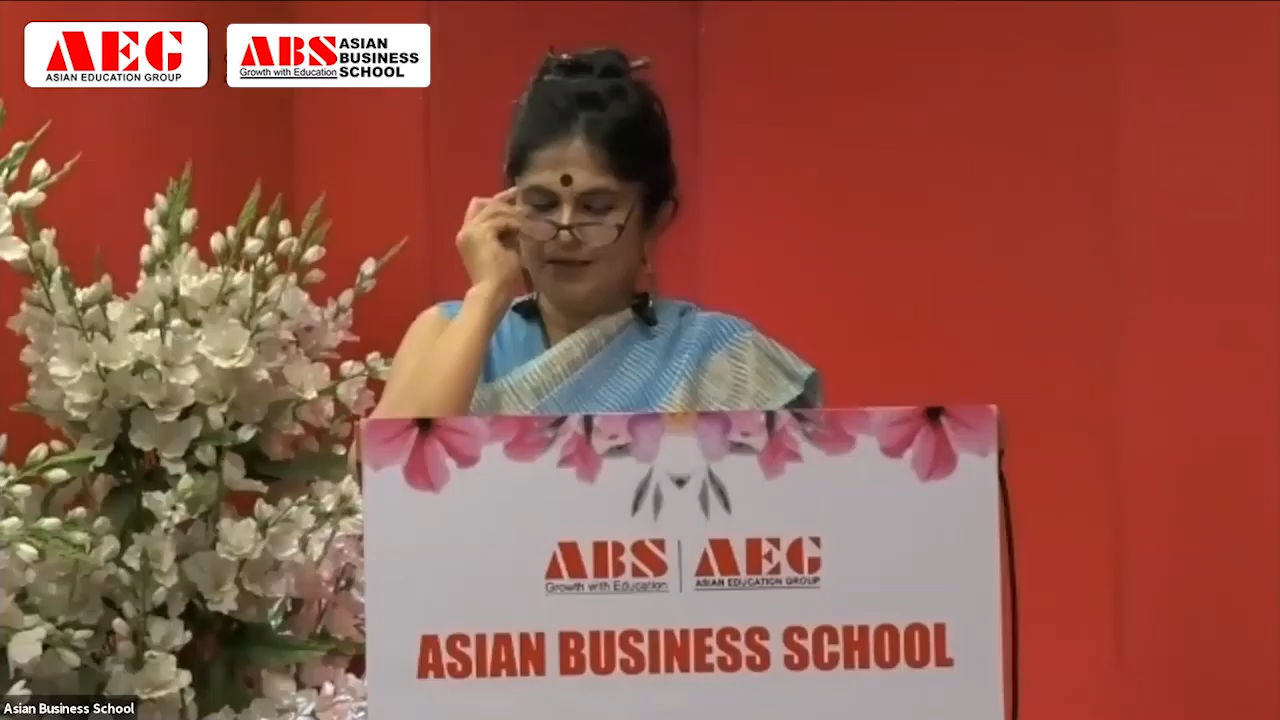 AEG
ASIAN EDUCATION GROUP
ABS
Growth with Education
ASIAN
BUSINESS
SCHOOL
ABS
Growth with Education
AEG
ASIAN EDUCATION GROUP
ASIAN BUSINESS SCHOOL
Asian Business School